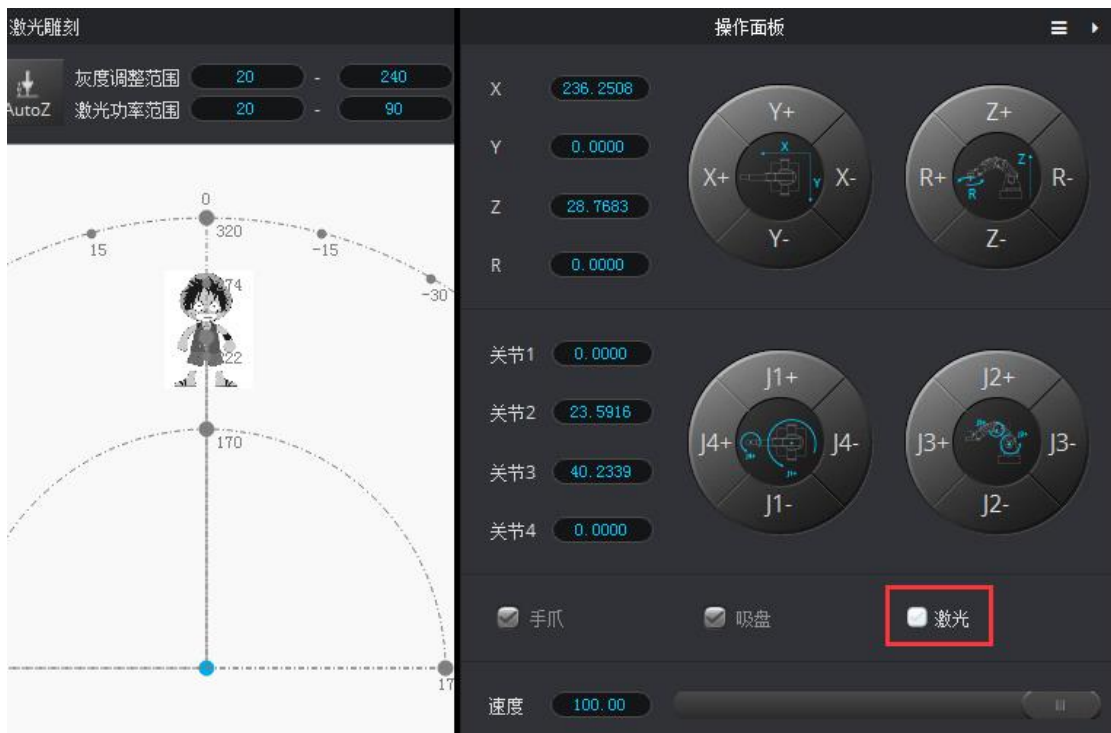 激光雕刻
AutoZ
灰度调整范围 20 - 240
激光功率范围 20 - 90
0
320
15
-15
-30
74
22
170
17
操作面板
X 236.2508
Y 0.0000
Z 28.7683
R 0.0000
Y+
X+
X
Y
X-
Y-
Z+
R+
Z
R
R-
Z-
关节1 0.0000
关节2 23.5916
关节3 40.2339
关节4 0.0000
J1+
J4+
J4-
J1-
J2+
J3+
J3-
J2-
手爪
吸盘
激光
速度 100.00